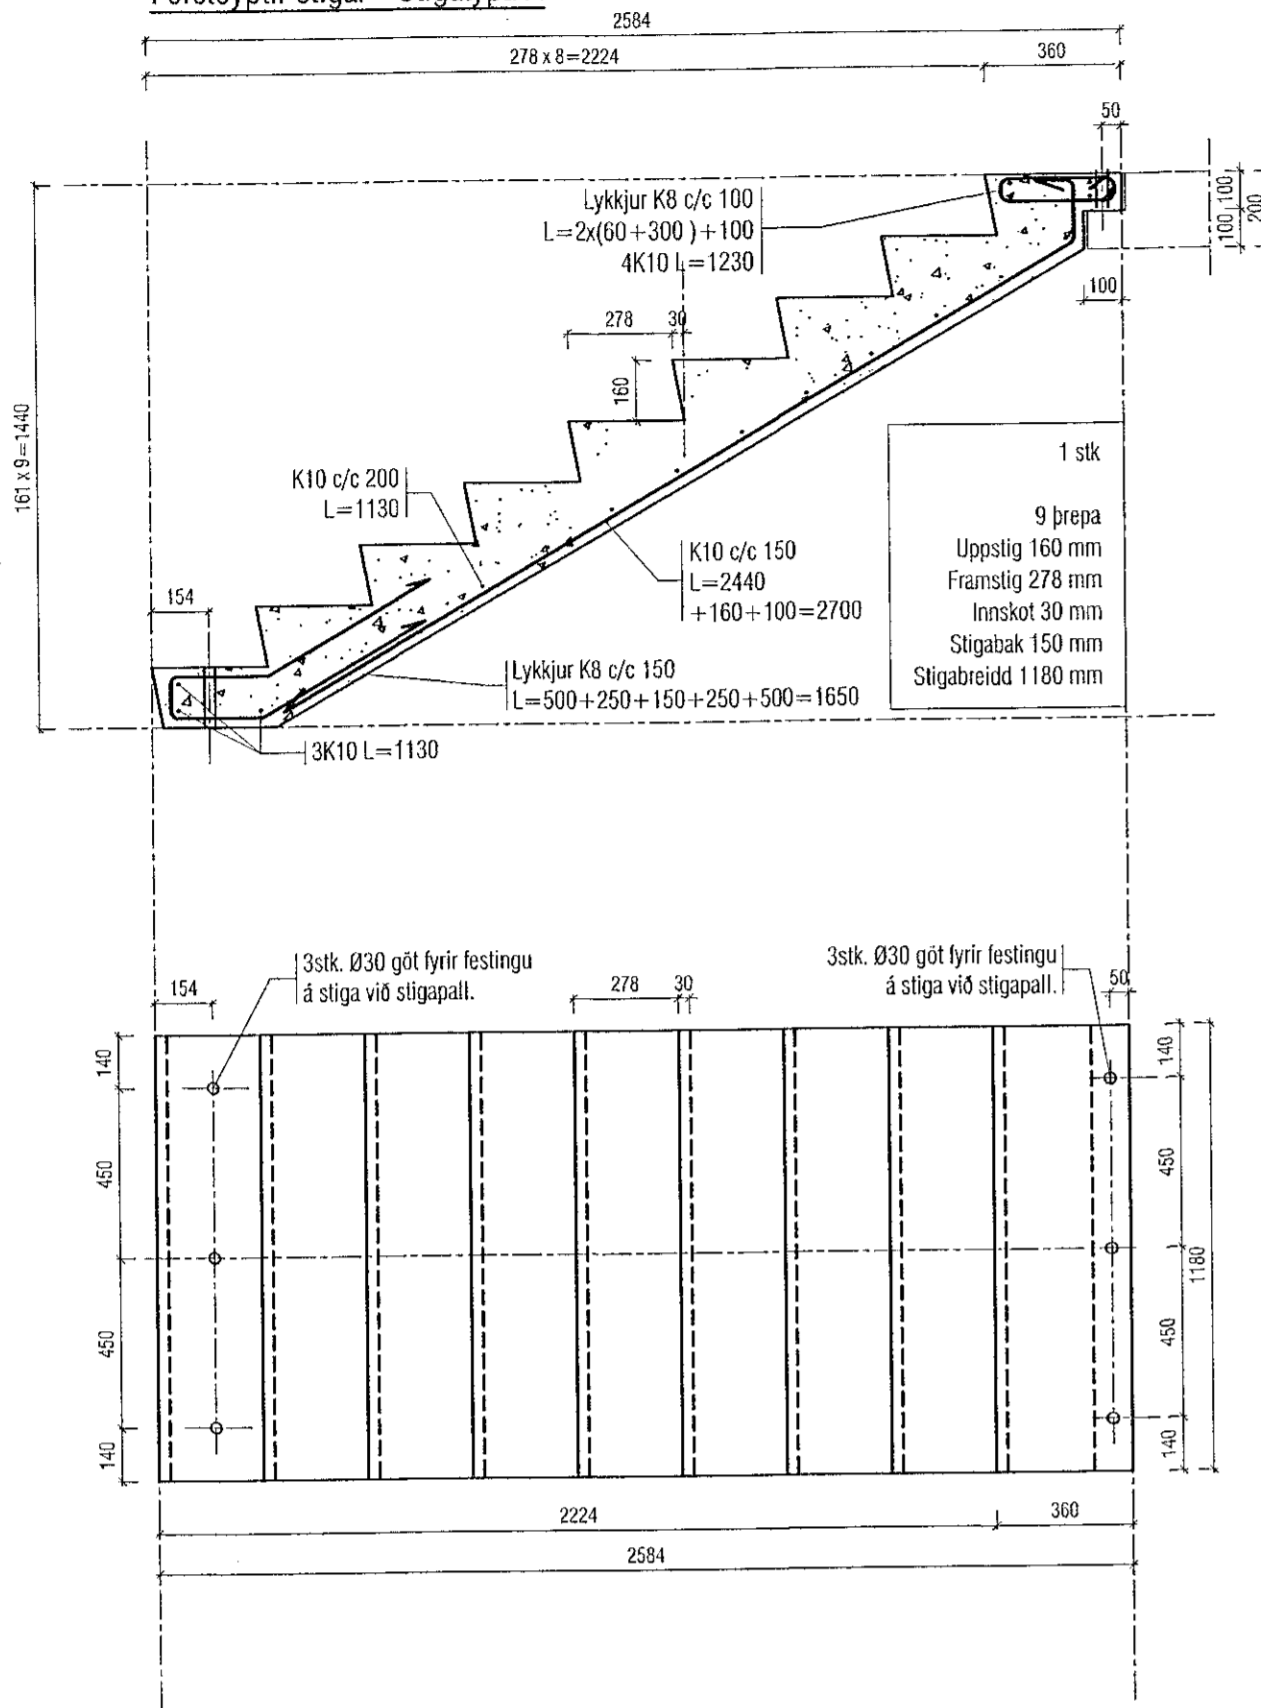 2584
278 x 8=2224
360
50
Lykkjur K8 c/c 100
L=2x(60+300 )+100
4K10 L=1230
100
100
200
100
278
30
160
161 x 9=1440
1 stk
9 þrepa
Uppstig 160 mm
Framstig 278 mm
Innskot 30 mm
Stigabak 150 mm
Stigabreidd 1180 mm
K10 c/c 200
L=1130
K10 c/c 150
L=2440
+160+100=2700
154
Lykkjur K8 c/c 150
L=500+250+150+250+500=1650
3K10 L=1130
3stk. Ø30 göt fyrir festingu
á stiga við stigapall.
3stk. Ø30 göt fyrir festingu
á stiga við stigapall.
154
278
30
50
140
450
450
140
140
450
450
140
1180
2224
360
2584